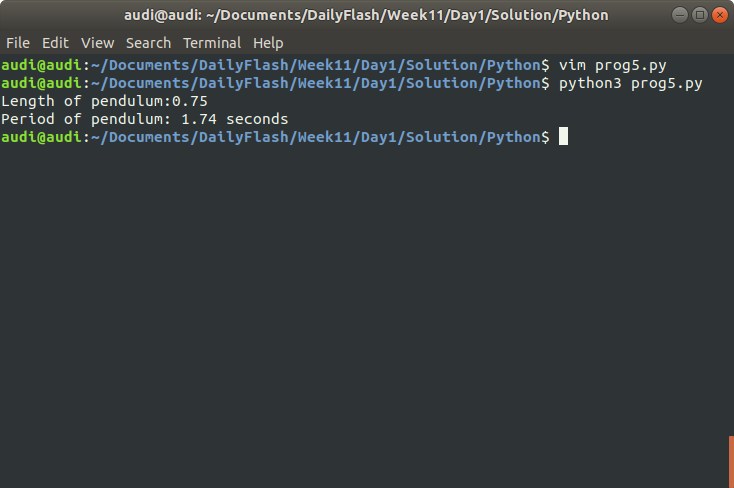 audi@audi: ~/Documents/DailyFlash/Week11/Day1/Solution/Python
File Edit View Search Terminal Help
audi@audi:~/Documents/DailyFlash/Week11/Day1/Solution/Python$ vim prog5.py
audi@audi:~/Documents/DailyFlash/Week11/Day1/Solution/Python$ python3 prog5.py
Length of pendulum:0.75
Period of pendulum: 1.74 seconds
audi@audi:~/Documents/DailyFlash/Week11/Day1/Solution/Python$